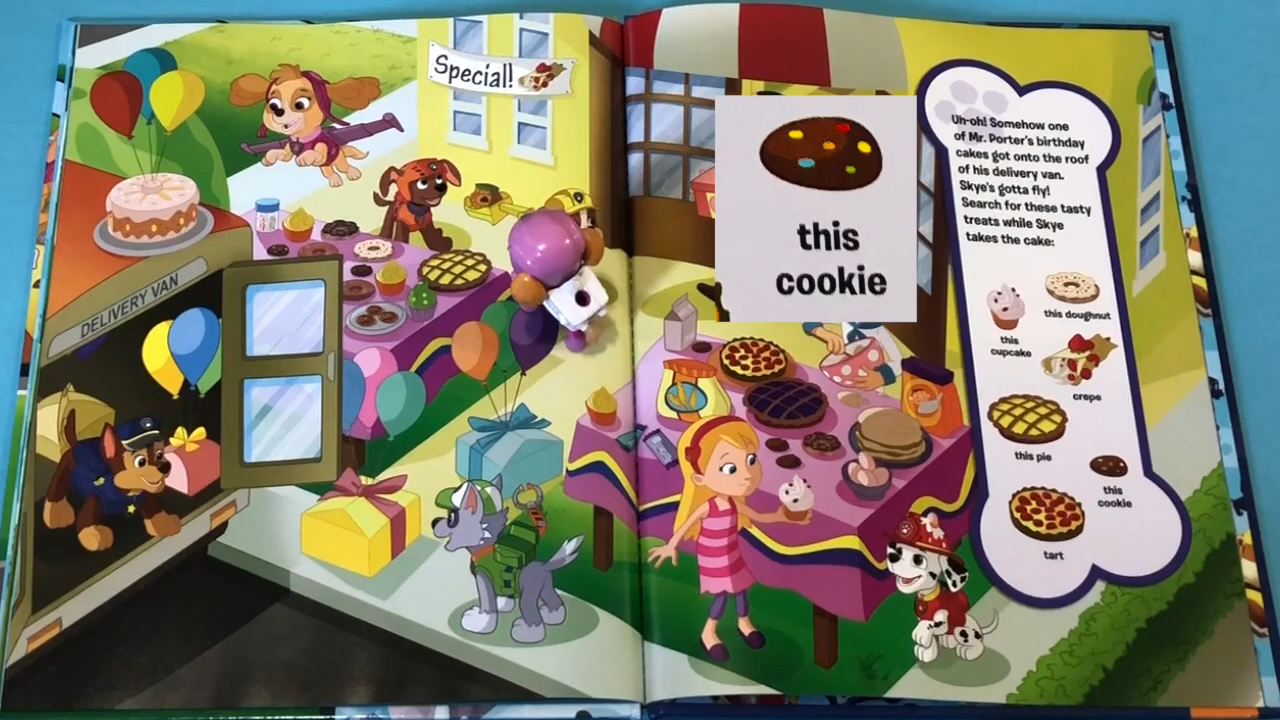 Special!
DELIVERY VAN
this
cookie
Uh-oh! Somehow one
of Mr. Porter's birthday
cakes got onto the roof
of his delivery van.
Skye's gotta fly!
Search for these tasty
treats while Skye
takes the cake:
this
cupcake
this doughnut
crepe
this pie
this
cookie
tart